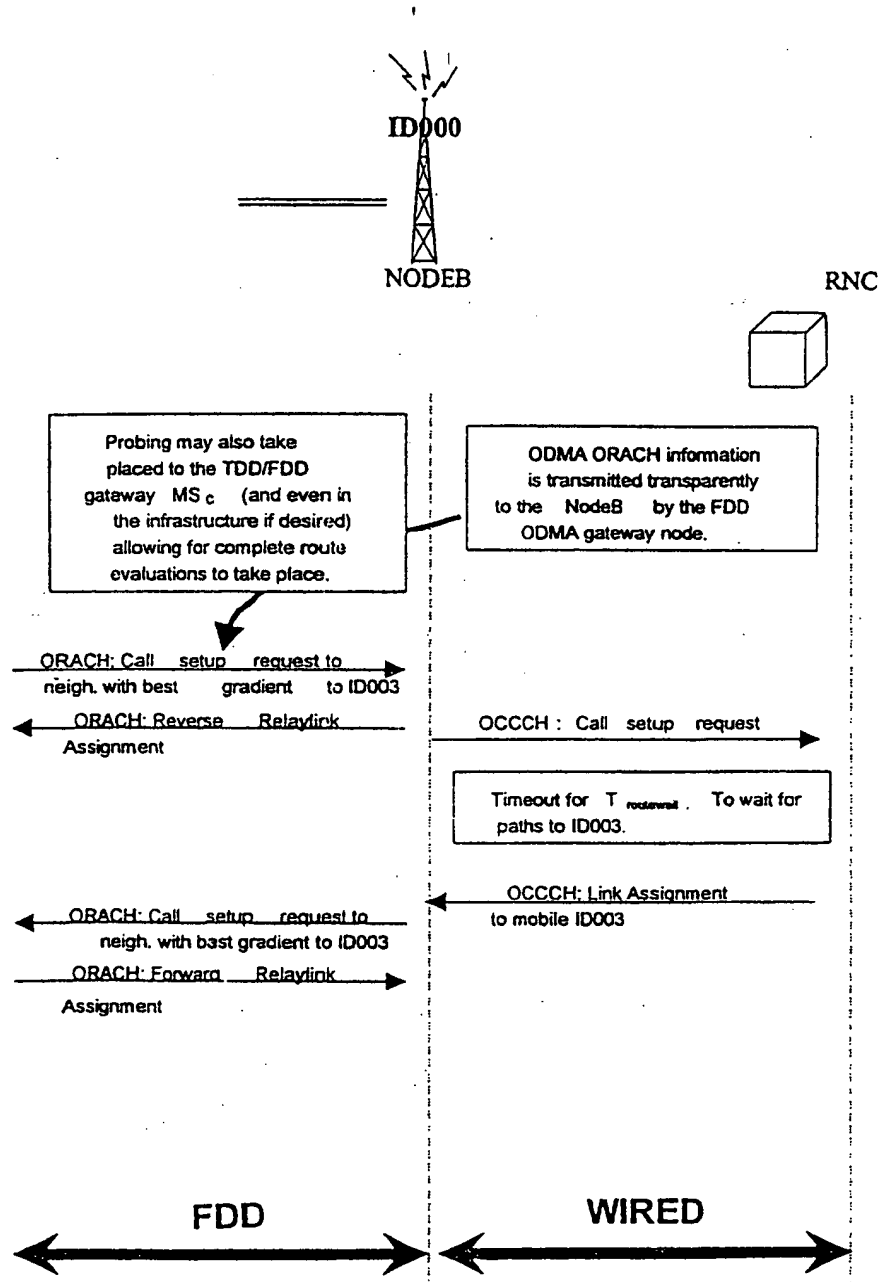 ID000
NODEB
RNC
Probing may also take
placed to the TDD/FDD
gateway MS c (and even in
the infrastructure if desired)
allowing for complete route
evaluations to take place.
ODMA ORACH information
is transmitted transparently
to the NodeB by the FDD
ODMA gateway node.
ORACH: Call setup request to
neigh. with best gradient to ID003
ORACH: Reverse Relaylink
Assignment
OCCCH : Call setup request
Timeout for T routewait . To wait for
paths to ID003.
OCCCH: Link Assignment
to mobile ID003
ORACH: Call setup request to
neigh. with best gradient to ID003
ORACH: Forward Relaylink
Assignment
FDD
WIRED